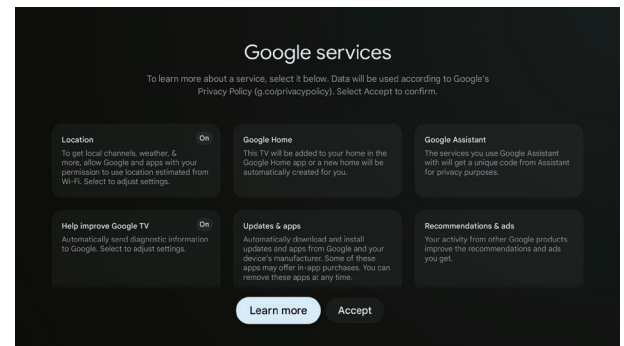 Google services
To learn more about a service, select it below. Data will be used according to Google's
Privacy Policy (g.co/privacypolicy). Select Accept to confirm.
Location On
To get local channels, weather, &
more, allow Google and apps with your
permission to use location estimated from
Wi-Fi. Select to adjust settings.
Google Home
This TV will be added to your home in the
Google Home app or a new home will be
automatically created for you.
Google Assistant
The services you use Google Assistant
with will get a unique code from Assistant
for privacy purposes.
Help improve Google TV On
Automatically send diagnostic information
to Google. Select to adjust settings.
Updates & apps
Automatically download and install
updates and apps from Google and your
device's manufacturer. Some of these
apps may offer in-app purchases. You can
remove these apps at any time.
Recommendations & ads
Your activity from other Google products
improve the recommendations and ads
you get.
Learn more
Accept